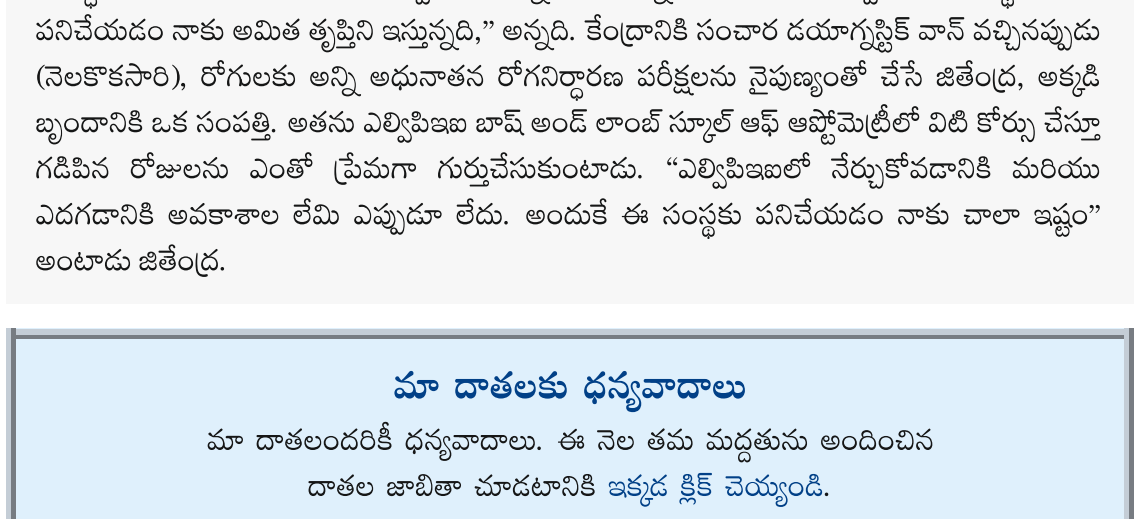 పనిచేయడం నాకు అమిత తృప్తిని ఇస్తున్నది,” అన్నది. కేంద్రానికి సంచార డయాగ్నస్టిక్ వాన్ వచ్చినప్పుడు
(నెలకొకసారి), రోగులకు అన్ని అధునాతన రోగనిర్ధారణ పరీక్షలను నైపుణ్యంతో చేసే జితేంద్ర, అక్కడి
బృందానికి ఒక సంపత్తి. అతను ఎల్విపిఇఐ బాష్ అండ్ లాంబ్ స్కూల్ ఆఫ్ ఆప్టోమెట్రీలో విటి కోర్సు చేస్తూ
గడిపిన రోజులను ఎంతో ప్రేమగా గుర్తుచేసుకుంటాడు. “ఎల్విపిఇఐలో నేర్చుకోవడానికి మరియు
ఎదగడానికి అవకాశాల లేమి ఎప్పుడూ లేదు. అందుకే ఈ సంస్థకు పనిచేయడం నాకు చాలా ఇష్టం”
అంటాడు జితేంద్ర.
మా దాతలకు ధన్యవాదాలు
మా దాతలందరికీ ధన్యవాదాలు. ఈ నెల తమ మద్దతును అందించిన
దాతల జాబితా చూడటానికి ఇక్కడ క్లిక్ చెయ్యండి.